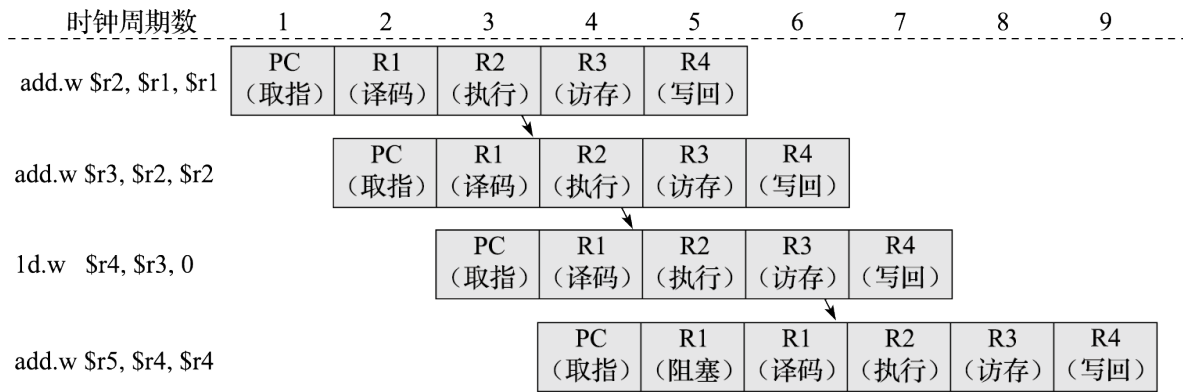 时钟周期数 1 2 3 4 5 6 7 8 9
add.w $r2, $r1, $r1
PC R1 R2 R3 R4
(取指) (译码) (执行) (访存) (写回)
add.w $r3, $r2, $r2
PC R1 R2 R3 R4
(取指) (译码) (执行) (访存) (写回)
1d.w $r4, $r3, 0
PC R1 R2 R3 R4
(取指) (译码) (执行) (访存) (写回)
add.w $r5, $r4, $r4
PC R1 R1 R2 R3 R4
(取指) (阻塞) (译码) (执行) (访存) (写回)